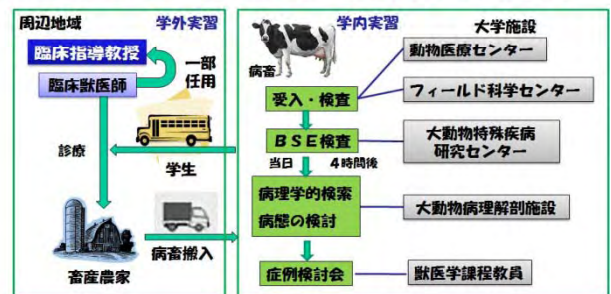 周辺地域
学外実習
臨床指導教授
臨床獣医師
一部
任用
診療
学生
畜産農家
病畜搬入
学内実習
大学施設
病畜
受入・検査
BSE検査
当日 4時間後
病理学的検索
病態の検討
症例検討会
動物医療センター
フィールド科学センター
大動物特殊疾病
研究センター
大動物病理解剖施設
獣医学課程教員